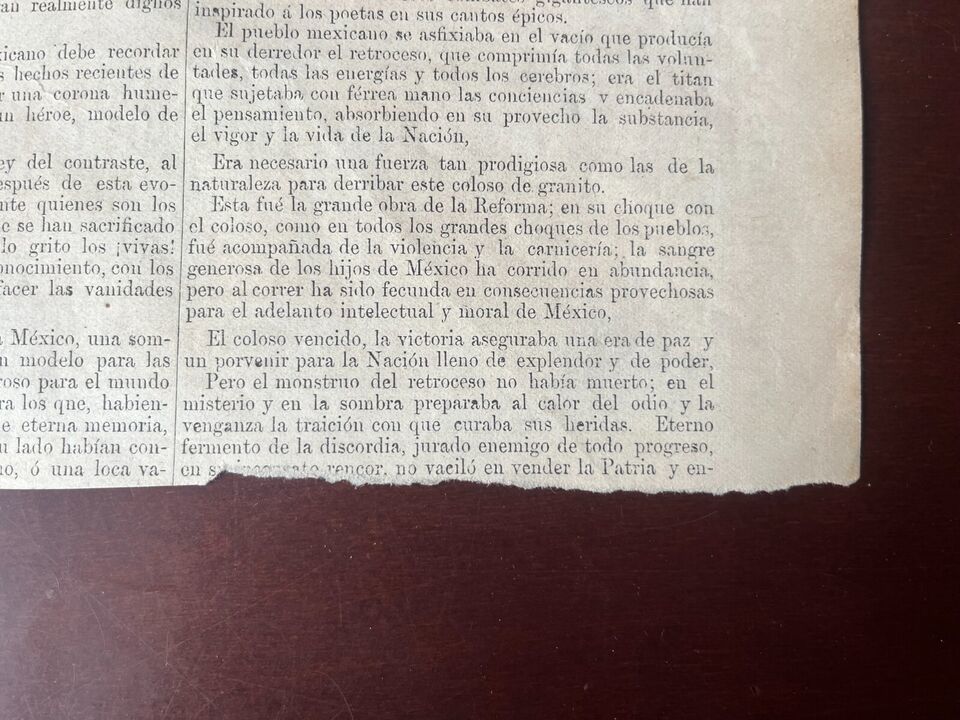 an realmente dignos
xicano debe recordar
s hechos recientes de
r una corona hume-
un héroe, modelo de
ey del contraste, al
después de esta evo-
nte quienes son los
e se han sacrificado
lo grito los ¡vivas!
onocimiento, con los
facer las vanidades
a México, una som-
n modelo para las
roso para el mundo
ra los que, habien-
e eterna memoria,
u lado habían con-
no, ó una loca va-
inspirado á los poetas en sus cantos épicos.
El pueblo mexicano se asfixiaba en el vacío que producía
en su derredor el retroceso, que comprimía todas las volun-
tades, todas las energías y todos los cerebros; era el titan
que sujetaba con férrea mano las conciencias y encadenaba
el pensamiento, absorbiendo en su provecho la substancia,
el vigor y la vida de la Nación,
Era necesario una fuerza tan prodigiosa como las de la
naturaleza para derribar este coloso de granito.
Esta fué la grande obra de la Reforma; en su choque con
el coloso, como en todos los grandes choques de los pueblos,
fué acompañada de la violencia y la carnicería; la sangre
generosa de los hijos de México ha corrido en abundancia,
pero al correr ha sido fecunda en consecuencias provechosas
para el adelanto intelectual y moral de México,
El coloso vencido, la victoria aseguraba una era de paz y
un porvenir para la Nación lleno de explendor y de poder,
Pero el monstruo del retroceso no había muerto; en el
misterio y en la sombra preparaba al calor del odio y la
venganza la traición con que curaba sus heridas. Eterno
fermento de la discordia, jurado enemigo de todo progreso,
en su rencor, no vaciló en vender la Patria y en-